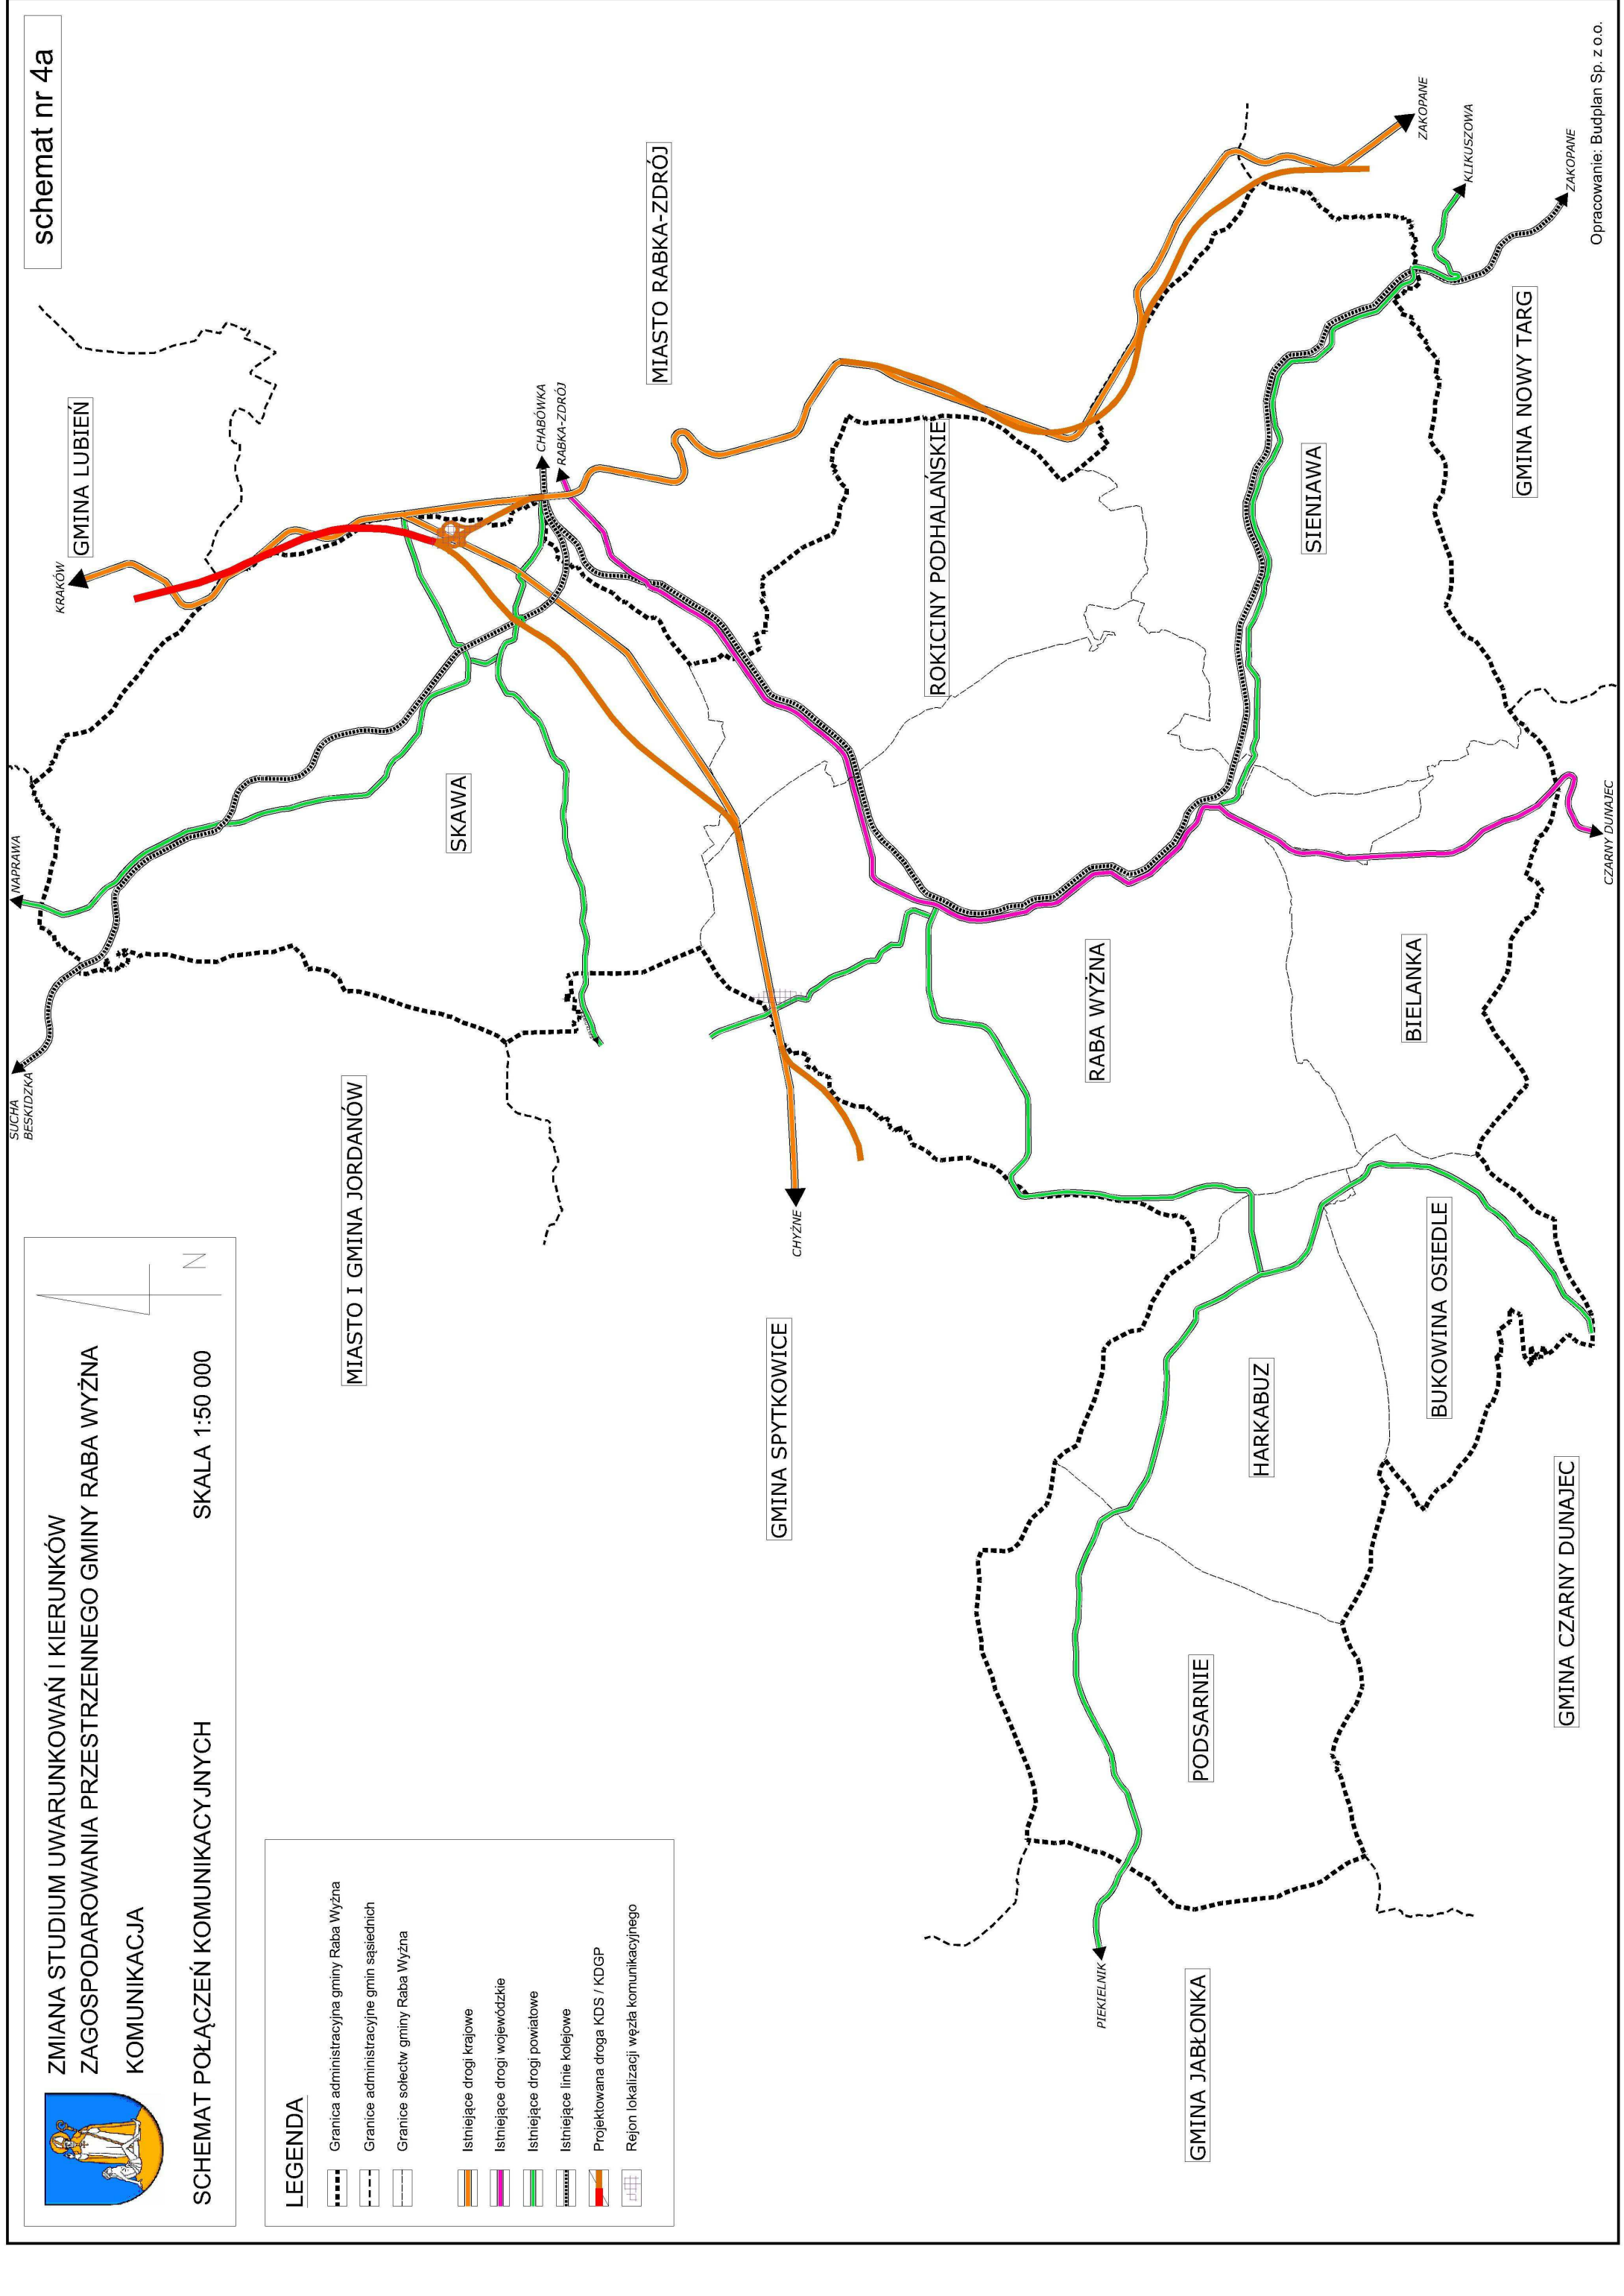 schemat nr 4a
ZMIANA STUDIUM UWARUNKOWAŃ I KIERUNKÓW
ZAGOSPODAROWANIA PRZESTRZENNEGO GMINY RABA WYŻNA
KOMUNIKACJA
SCHEMAT POŁĄCZEŃ KOMUNIKACYJNYCH
SKALA 1:50 000
N
LEGENDA
Granica administracyjna gminy Raba Wyżna
Granice administracyjne gmin sąsiednich
Granice sołectw gminy Raba Wyżna
Istniejące drogi krajowe
Istniejące drogi wojewódzkie
Istniejące drogi powiatowe
Istniejące linie kolejowe
Projektowana droga KDS / KDGP
Rejon lokalizacji węzła komunikacyjnego
SUCHA
BESKIDZKA
NAPRAWA
KRAKÓW
GMINA LUBIEŃ
MIASTO I GMINA JORDANÓW
SKAWA
CHABÓWKA
RABKA-ZDRÓJ
MIASTO RABKA-ZDRÓJ
GMINA SPYTKOWICE
CHYŻNE
ROKICINY PODHALAŃSKIE
RABA WYŻNA
PIEKIELNIK
GMINA JABŁONKA
PODSARNIE
HARKABUZ
SIENIAWA
BIELANKA
BUKOWINA OSIEDLE
ZAKOPANE
KLIKUSZOWA
ZAKOPANE
GMINA NOWY TARG
GMINA CZARNY DUNAJEC
CZARNY DUNAJEC
Opracowanie: Budplan Sp. z o.o.